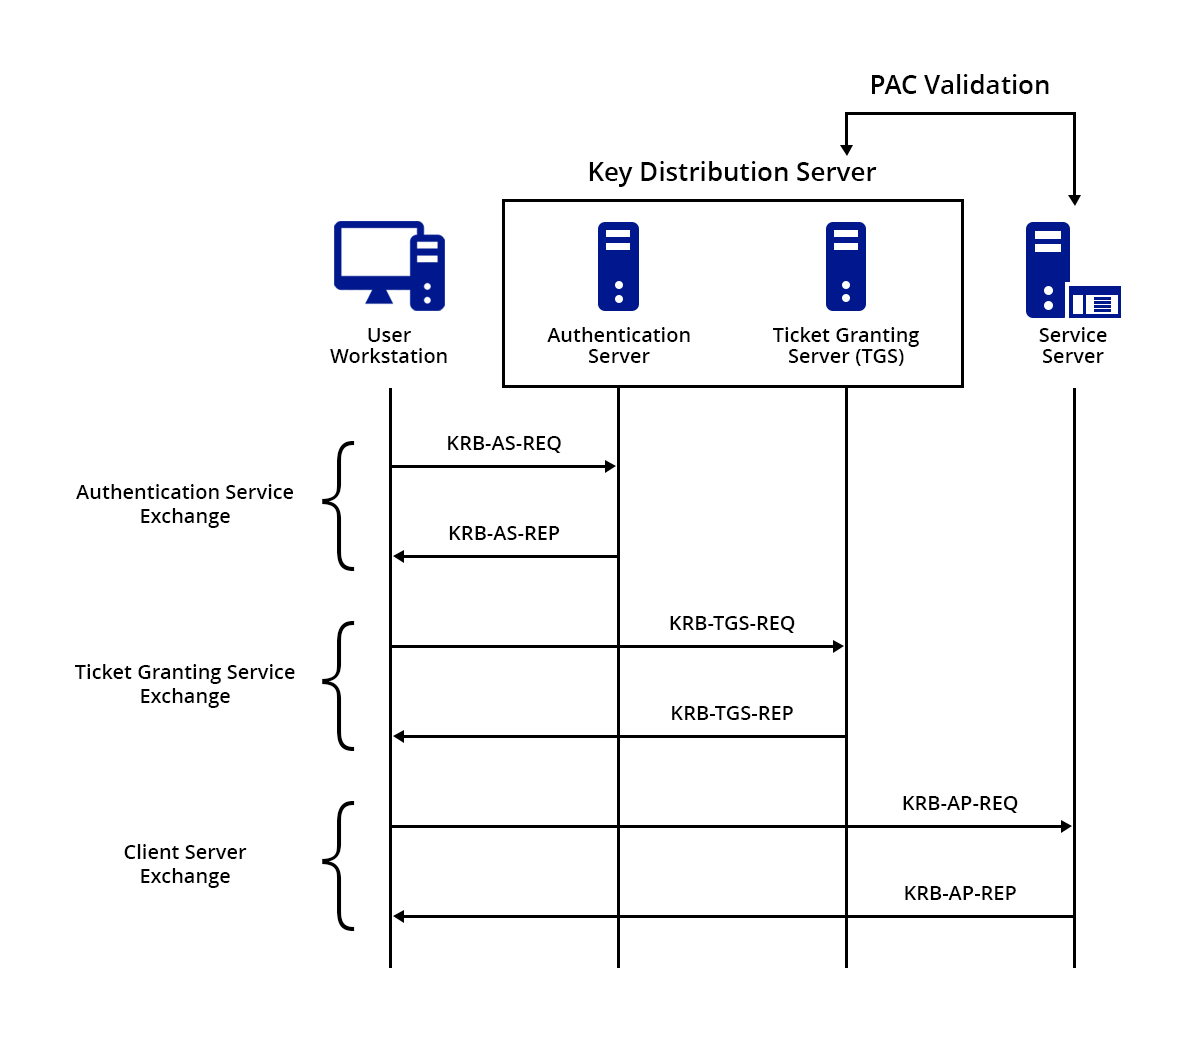 PAC Validation
Key Distribution Server
User
Workstation
Authentication
Server
Ticket Granting
Server (TGS)
Service
Server
KRB-AS-REQ
Authentication Service
Exchange
KRB-AS-REP
KRB-TGS-REQ
Ticket Granting Service
Exchange
KRB-TGS-REP
KRB-AP-REQ
Client Server
Exchange
KRB-AP-REP